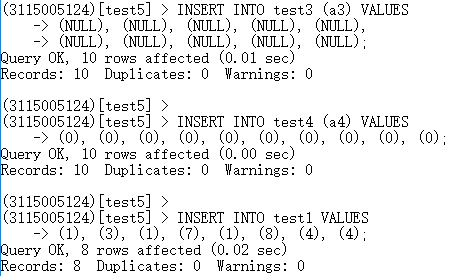 (3115005124)[test5] > INSERT INTO test3 (a3) VALUES
-> (NULL), (NULL), (NULL), (NULL), (NULL),
-> (NULL), (NULL), (NULL), (NULL), (NULL);
Query OK, 10 rows affected (0.01 sec)
Records: 10  Duplicates: 0  Warnings: 0
(3115005124)[test5] >
(3115005124)[test5] > INSERT INTO test4 (a4) VALUES
-> (0), (0), (0), (0), (0), (0), (0), (0), (0), (0);
Query OK, 10 rows affected (0.00 sec)
Records: 10  Duplicates: 0  Warnings: 0
(3115005124)[test5] >
(3115005124)[test5] > INSERT INTO test1 VALUES
-> (1), (3), (1), (7), (1), (8), (4), (4);
Query OK, 8 rows affected (0.02 sec)
Records: 8  Duplicates: 0  Warnings: 0